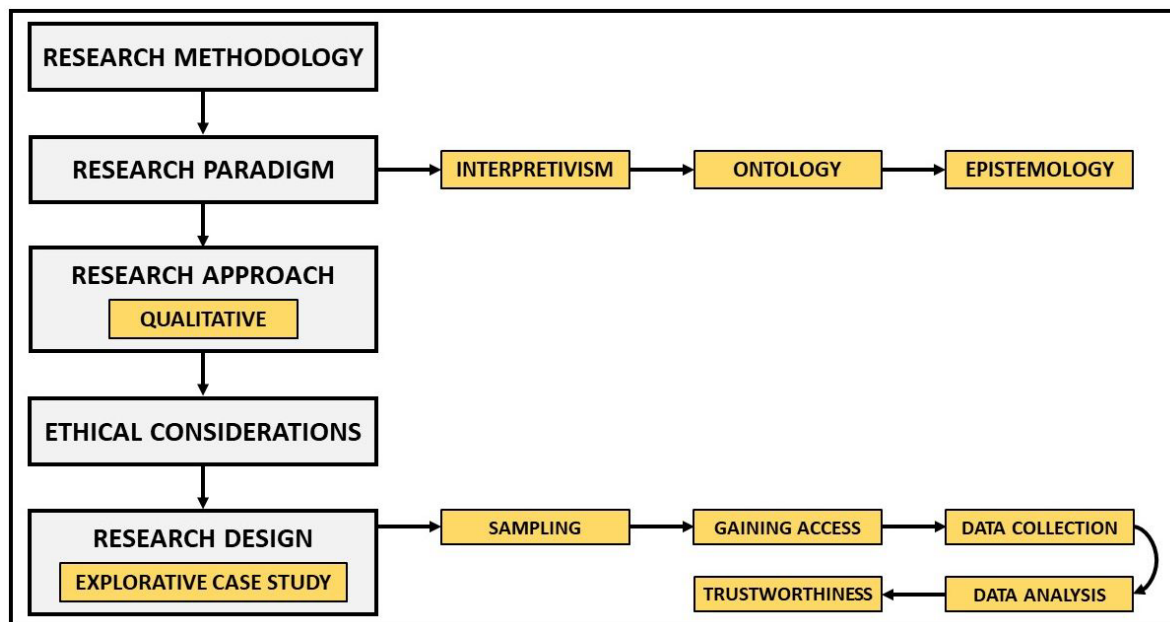 RESEARCH METHODOLOGY
RESEARCH PARADIGM
INTERPRETIVISM
ONTOLOGY
EPISTEMOLOGY
RESEARCH APPROACH
QUALITATIVE
ETHICAL CONSIDERATIONS
RESEARCH DESIGN
EXPLORATIVE CASE STUDY
SAMPLING
GAINING ACCESS
DATA COLLECTION
DATA ANALYSIS
TRUSTWORTHINESS